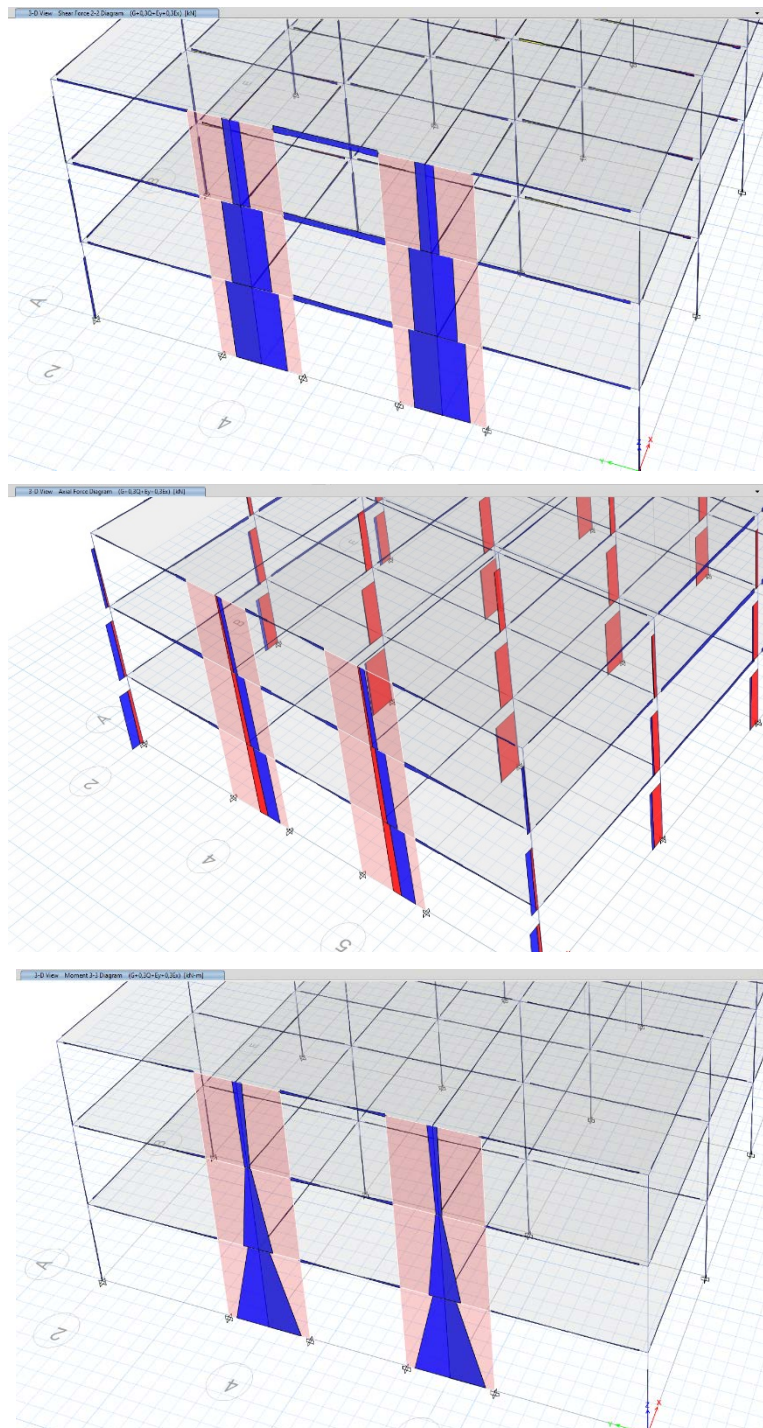 3-D View Shear Force 2-2 Diagram (G+0,3Q+Ey+0,3Ex) [kN]
A
2
4
Z
X
Y
3-D View Axial Force Diagram (G+0,3Q+Ey+0,3Ex) [kN]
A
2
4
5
3-D View Moment 3-3 Diagram (G+0,3Q+Ey+0,3Ex) [kN-m]
A
2
4
Z
X
Y